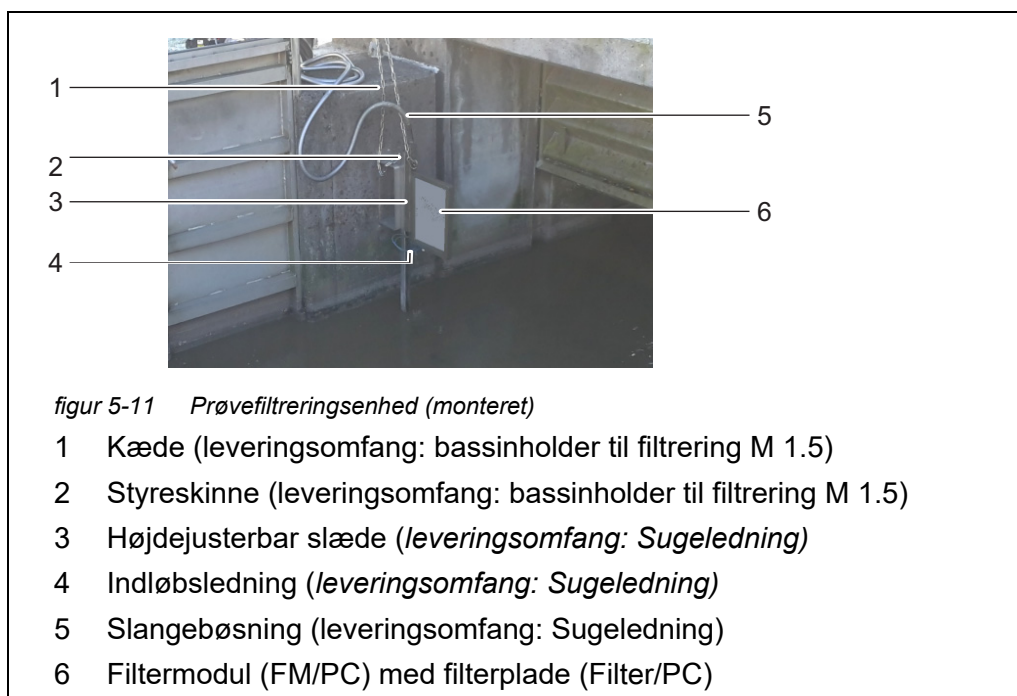 1
2
3
4
5
6
figur 5-11 Prøvefiltreringsenhed (monteret)
1 Kæde (leveringsomfang: bassinholder til filtrering M 1.5)
2 Styreskinne (leveringsomfang: bassinholder til filtrering M 1.5)
3 Højdejusterbar slæde (leveringsomfang: Sugeledning)
4 Indløbsledning (leveringsomfang: Sugeledning)
5 Slangebøsning (leveringsomfang: Sugeledning)
6 Filtermodul (FM/PC) med filterplade (Filter/PC)